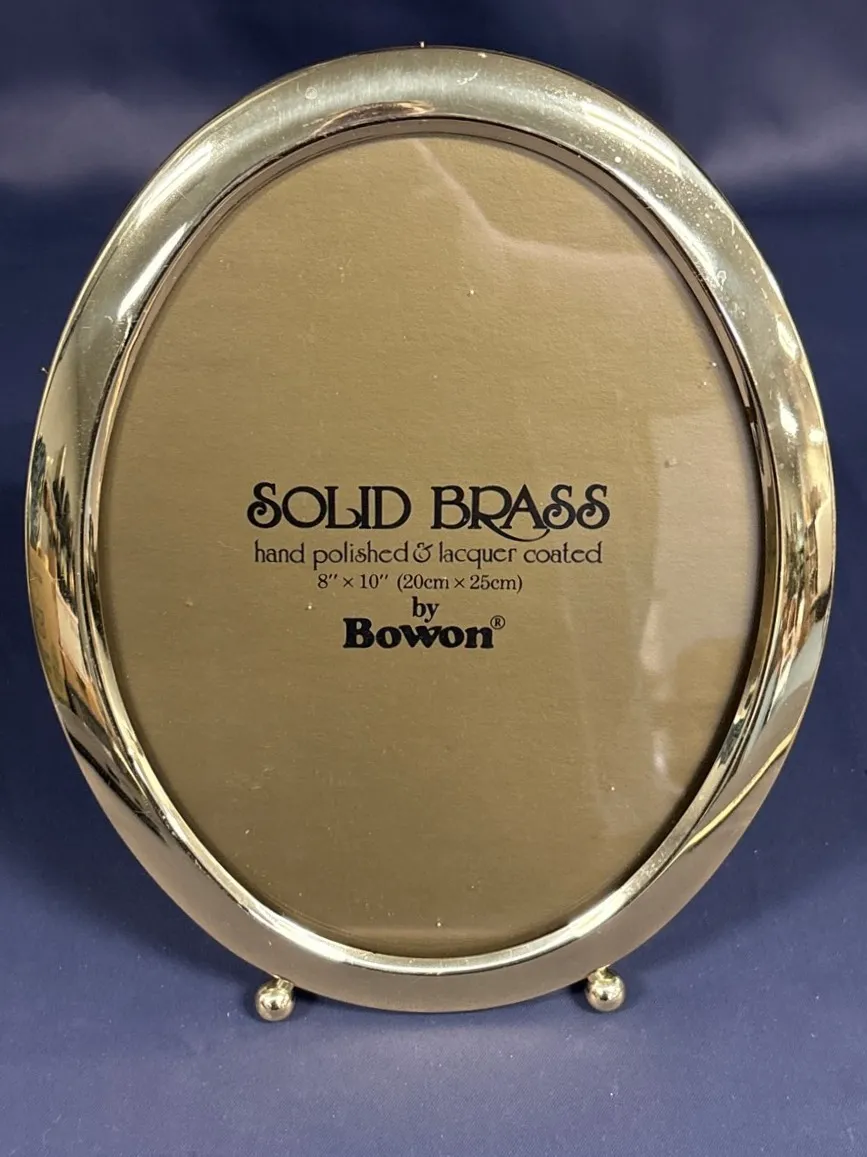 SOLID BRASS
hand polished & lacquer coated
8" × 10" (20cm × 25cm)
by
Bowon®